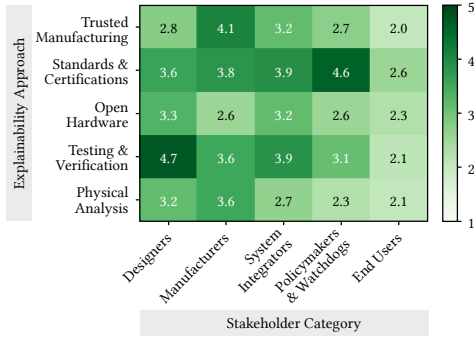 Explainability Approach
Trusted
Manufacturing
2.8 4.1 3.2 2.7 2.0
Standards &
Certifications
3.6 3.8 3.9 4.6 2.6
Open
Hardware
3.3 2.6 3.2 2.6 2.3
Testing &
Verification
4.7 3.6 3.9 3.1 2.1
Physical
Analysis
3.2 3.6 2.7 2.3 2.1
5
4
3
2
1
Designers
Manufacturers
System
Integrators
Policymakers
& Watchdogs
End Users
Stakeholder Category